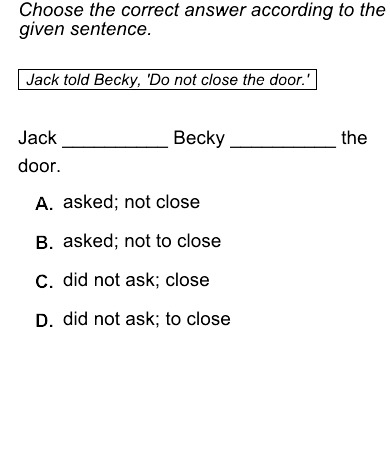 Choose the correct answer according to the
given sentence.
Jack told Becky, 'Do not close the door.'
Jack __________ Becky __________ the
door.
A. asked; not close
B. asked; not to close
C. did not ask; close
D. did not ask; to close